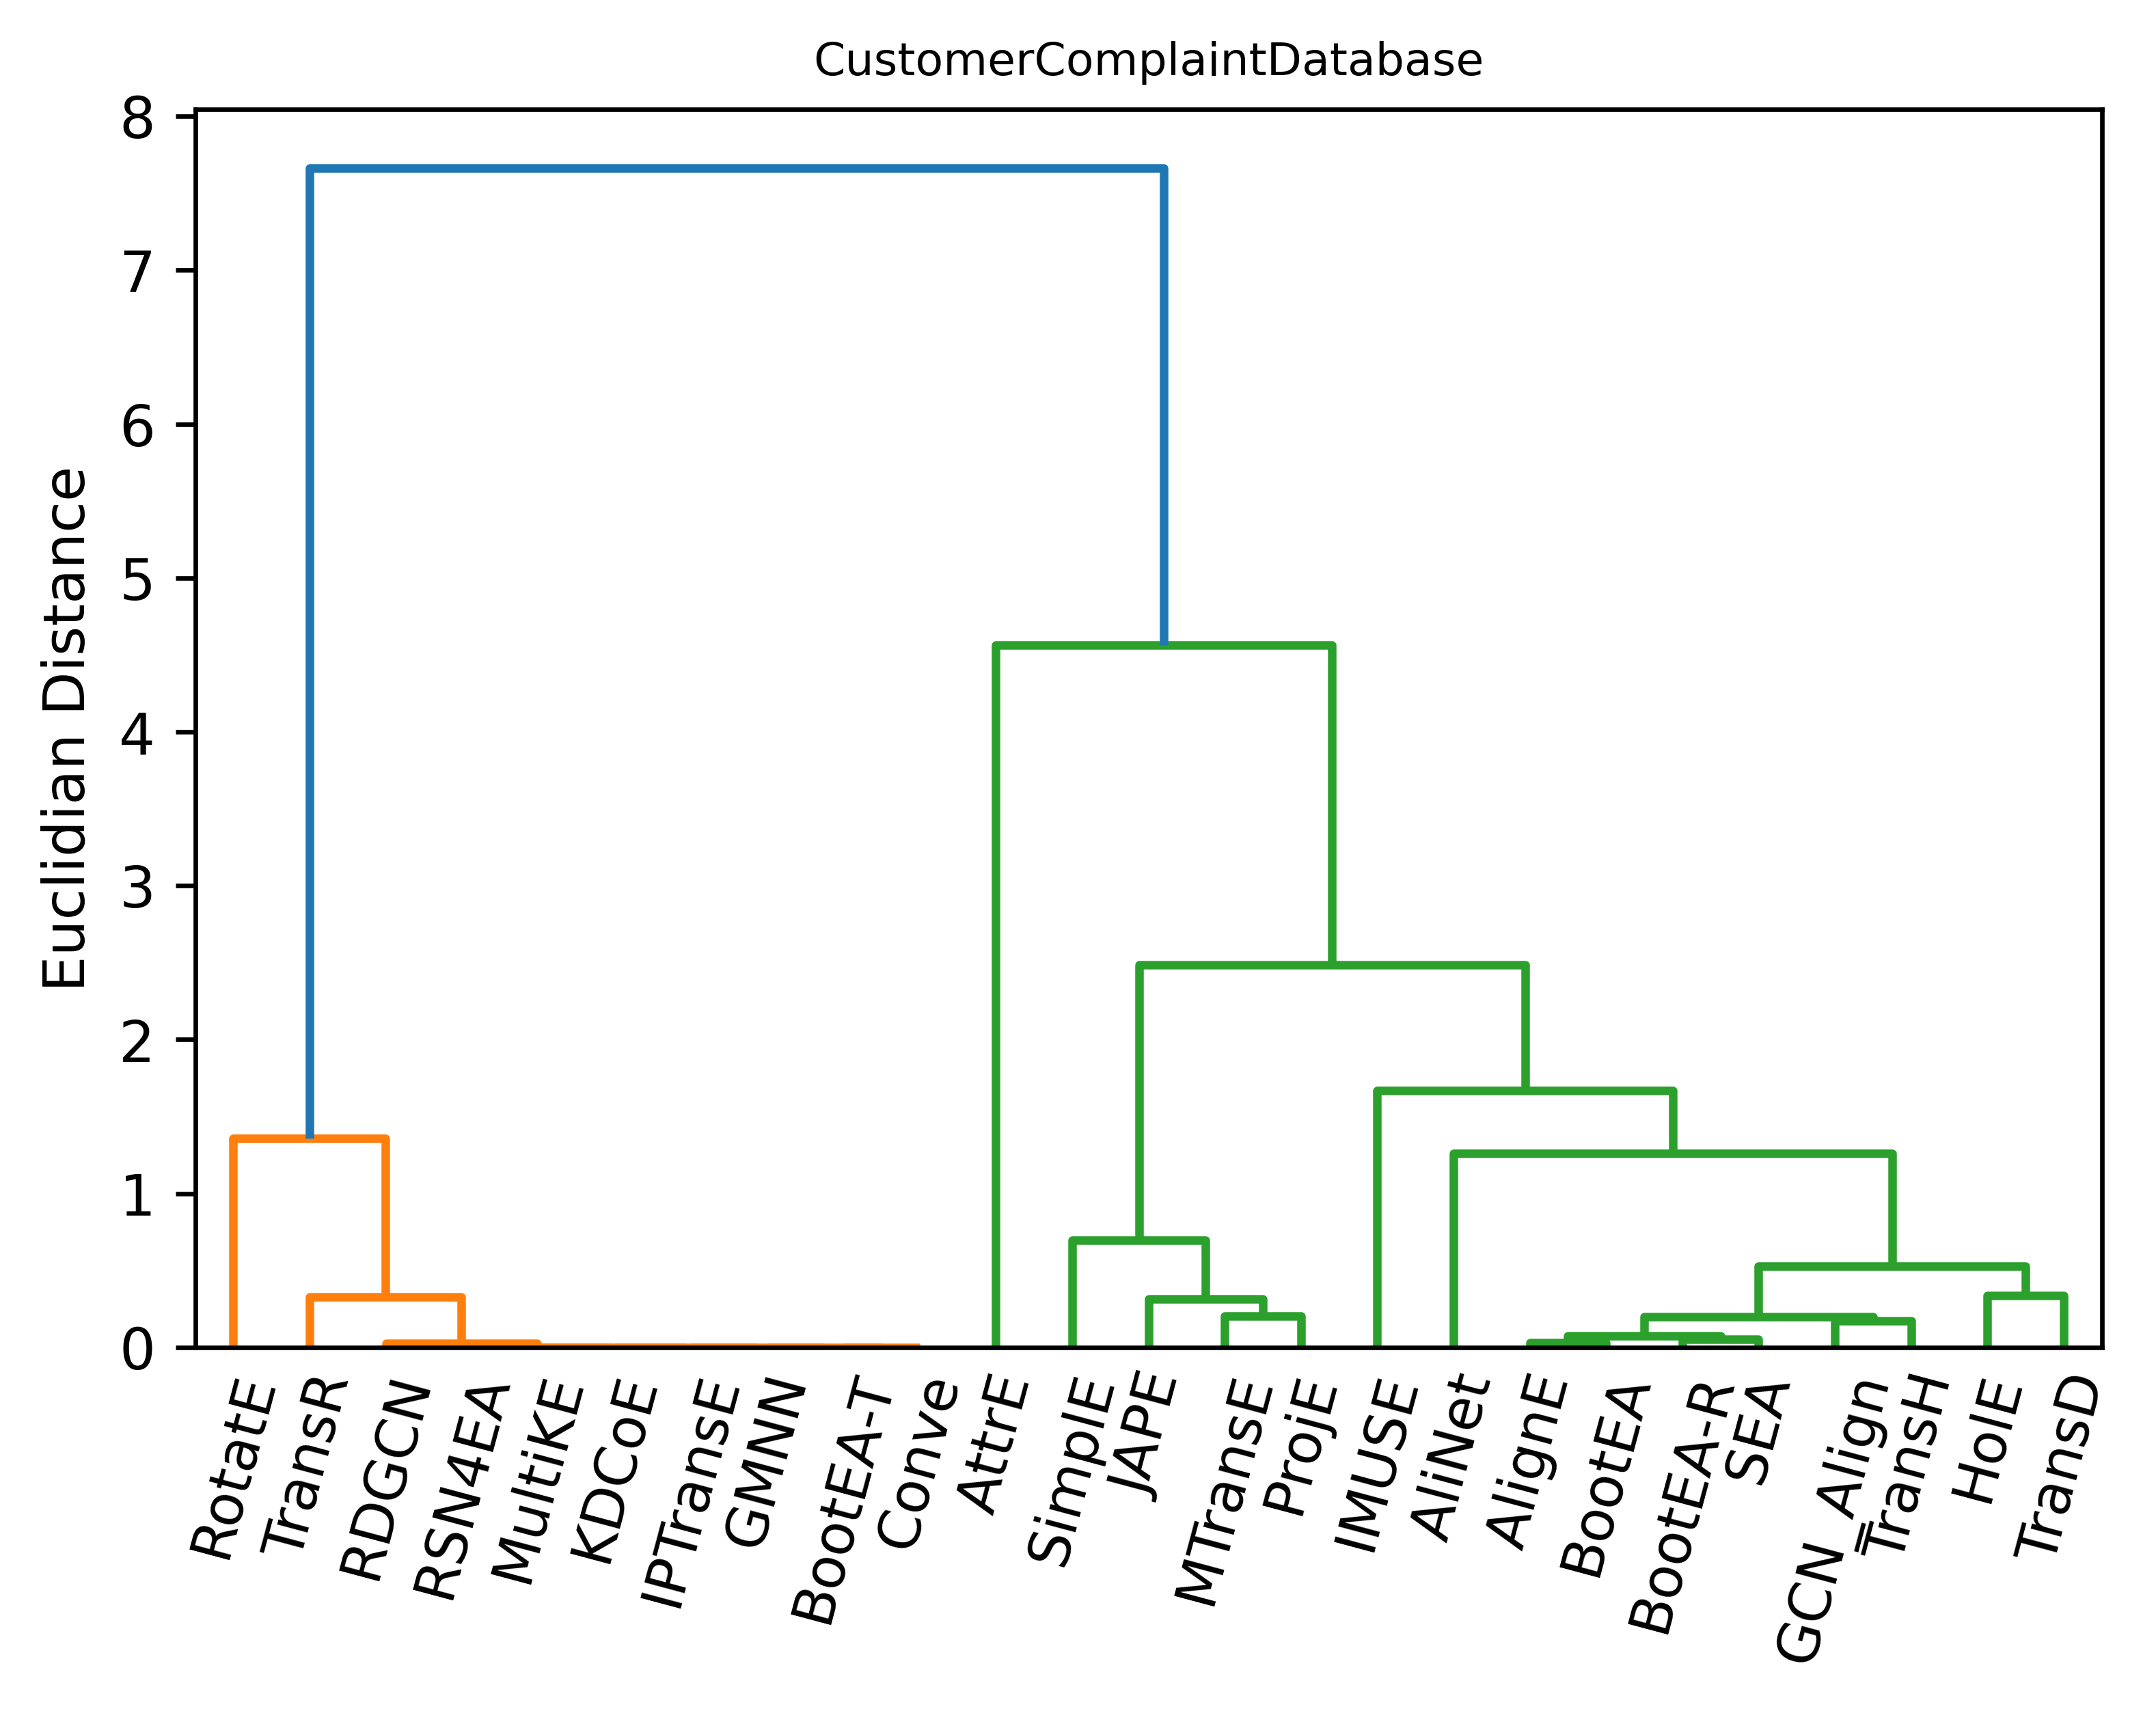 CustomerComplaintDatabase
8
7
6
5
4
3
2
1
0
Euclidian Distance
RotatE
TransR
RDGCN
RSN4EA
MultiKE
KDCoE
IPTransE
GMNN
BootEA-T
Conve
AttrE
SimplE
JAPE
MTransE
ProjE
IMUSE
AliNet
AlignE
BootEA
BootEA-R
SEA
GCN_Align
TransH
HolE
TransD